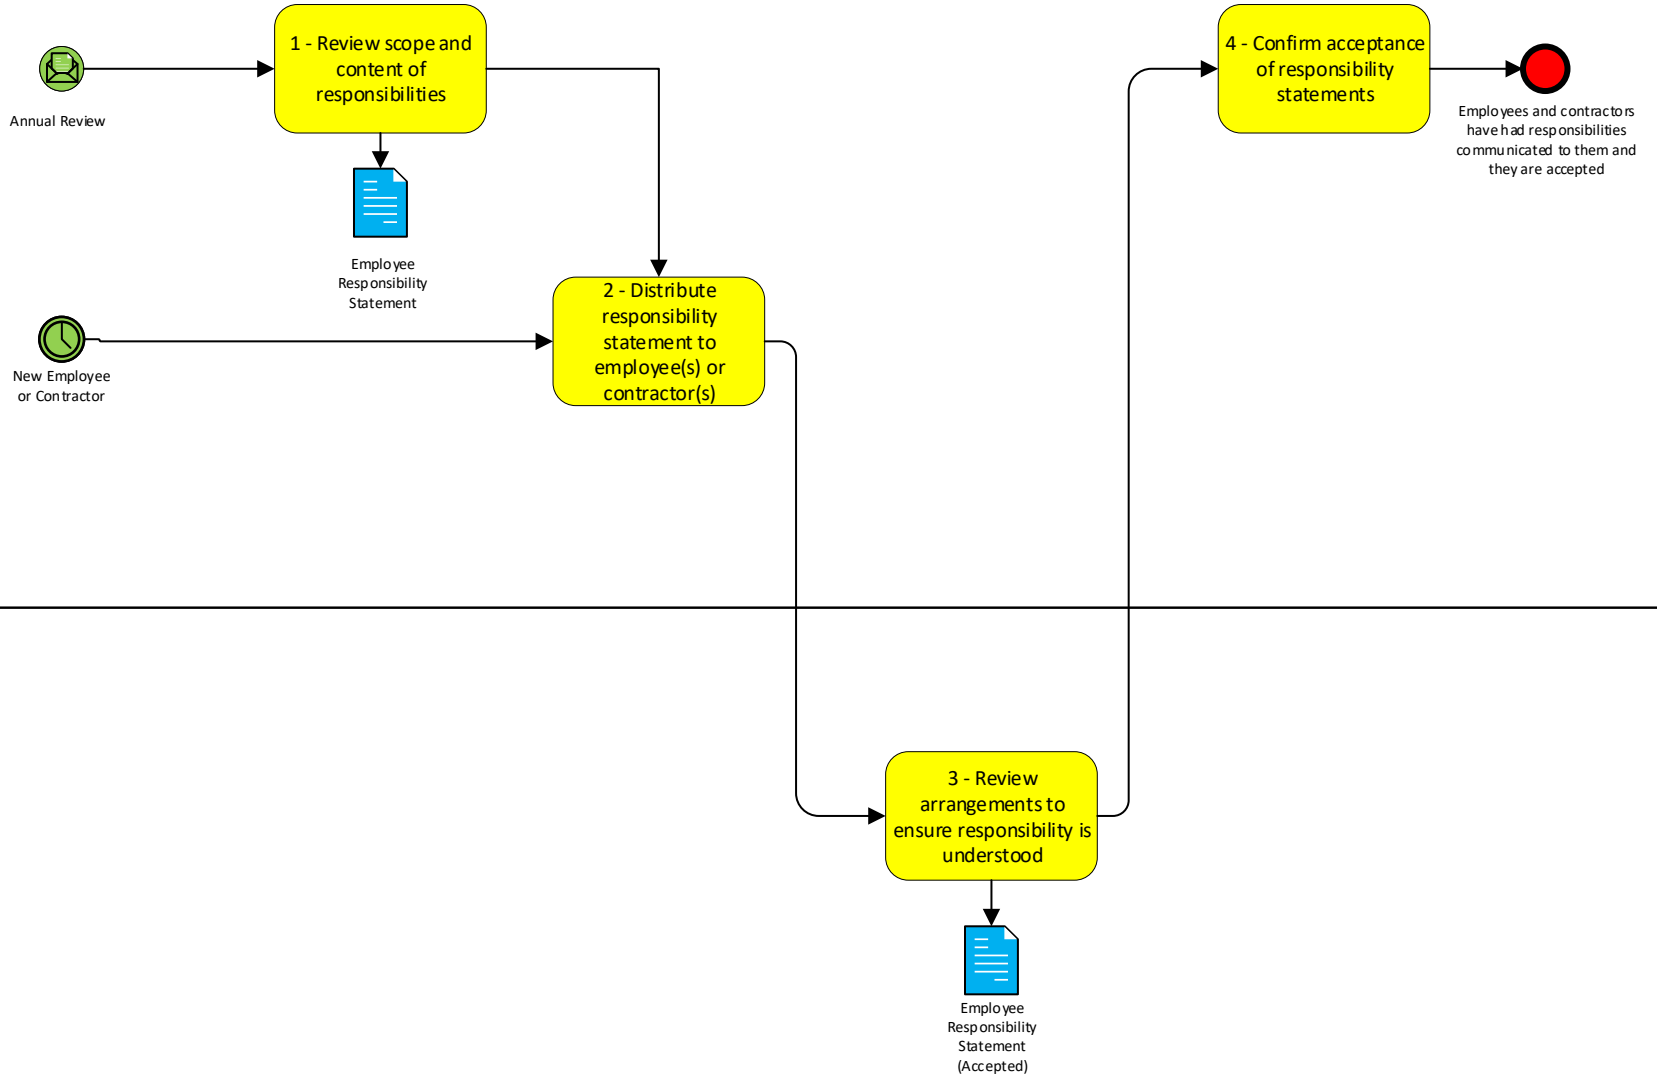 1 - Review scope and
content of
responsibilities
4 - Confirm acceptance
of responsibility
statements
Annual Review
Employees and contractors
have had responsibilities
communicated to them and
they are accepted
Employee
Responsibility
Statement
2 - Distribute
responsibility
statement to
employee(s) or
contractor(s)
New Employee
or Contractor
3 - Review
arrangements to
ensure responsibility is
understood
Employee
Responsibility
Statement
(Accepted)